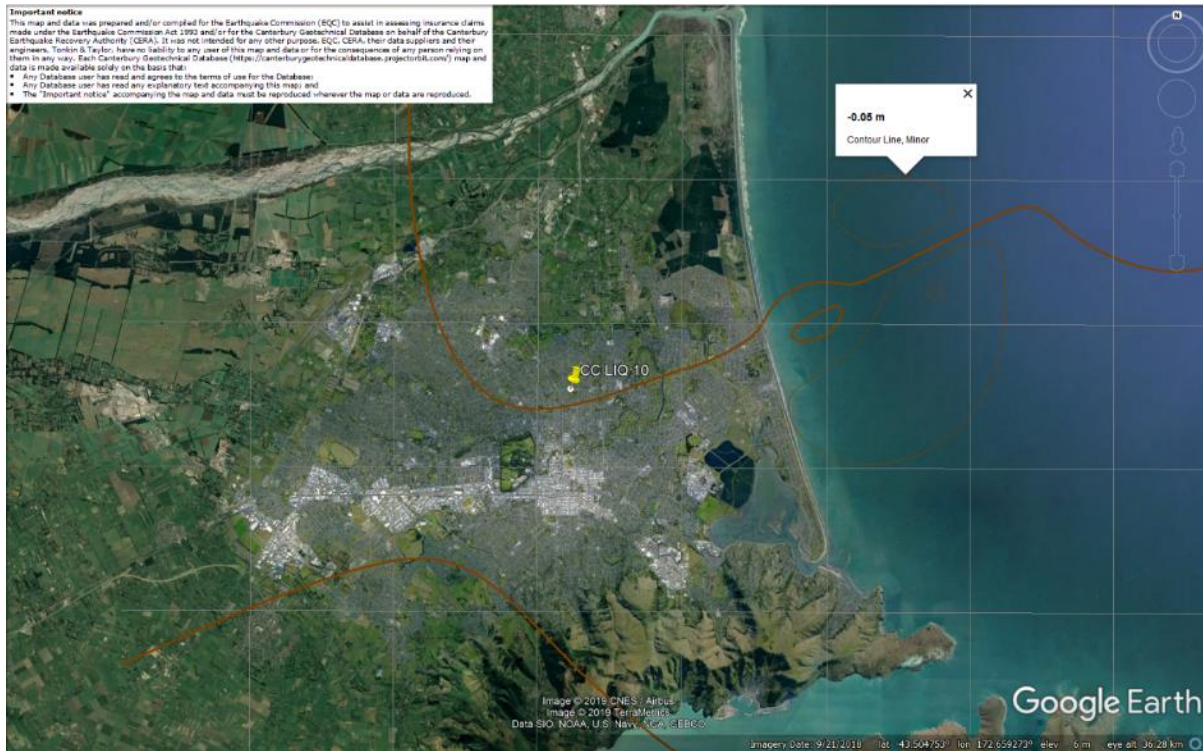 Important notice
This map and data was prepared and/or compiled for the Earthquake Commission (EQC) to assist in assessing insurance claims
made under the Earthquake Commission Act 1993 and/or for the Canterbury Geotechnical Database on behalf of the Canterbury
Earthquake Recovery Authority (CERA). It was not intended for any other purpose. EQC, CERA, their data suppliers and their
engineers, Tonkin & Taylor, have no liability to any user of this map and data or for the consequences of any person relying on
them in any way. Each Canterbury Geotechnical Database (https://canterburygeotechnicaldatabase.projectorbit.com/) map and
data is made available solely on the basis that:
• Any Database user has read and agrees to the terms of use for the Database;
• Any Database user has read any explanatory text accompanying this map; and
• The "Important notice" accompanying the map and data must be reproduced wherever the map or data are reproduced.
N
-0.05 m
Contour Line, Minor
CC LIQ 10
Image © 2019 CNES / Airbus
Image © 2019 TerraMetrics
Data SIO, NOAA, U.S. Navy, NGA, GEBCO
Google Earth
Imagery Date: 9/21/2018 lat -43.504753° lon 172.659273° elev 6 m eye alt 36.28 km